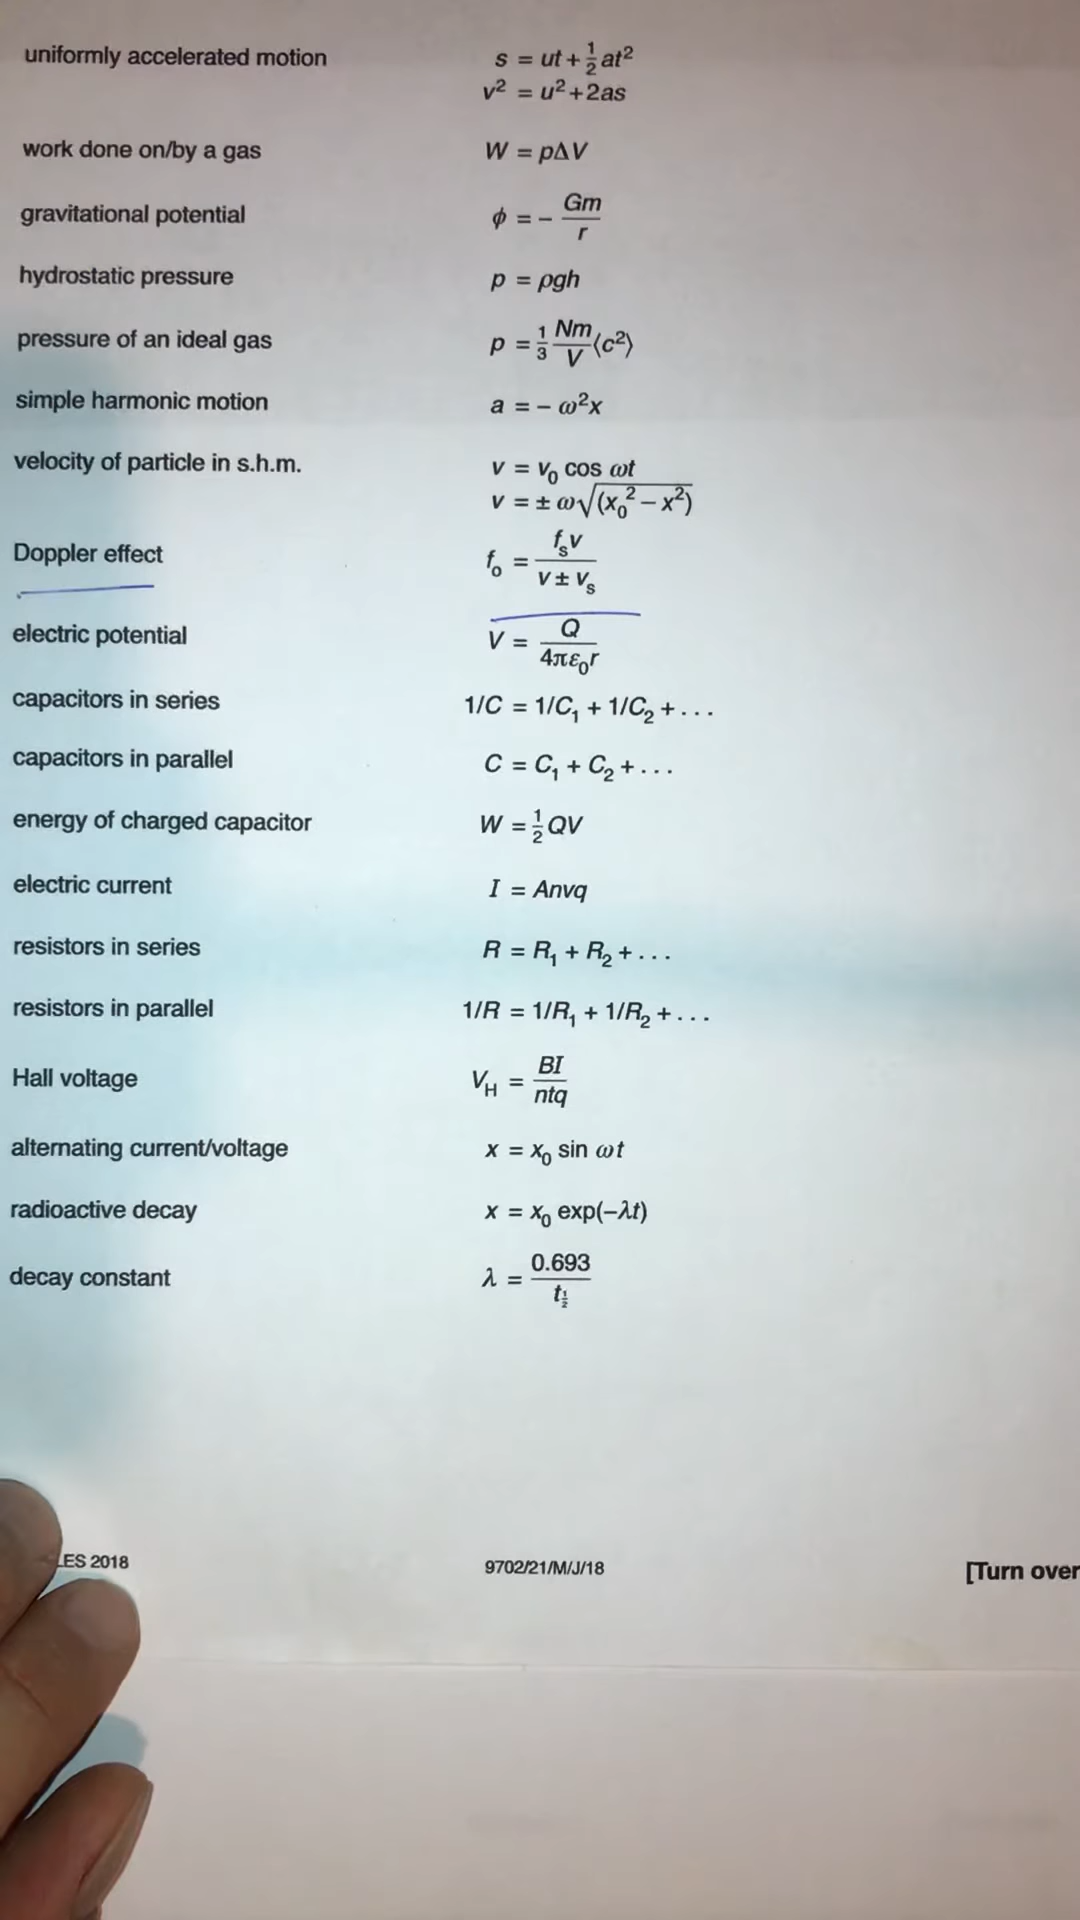 uniformly accelerated motion s = ut + ½at²
v² = u² + 2as
work done on/by a gas W = pΔV
gravitational potential ϕ = − Gm/r
hydrostatic pressure p = ρgh
pressure of an ideal gas p = ⅓ Nm/V ⟨c²⟩
simple harmonic motion a = − ω²x
velocity of particle in s.h.m. v = v₀ cos ωt
v = ± ω√(x₀² − x²)
Doppler effect fₒ = fₛv / v ± vₛ
electric potential V = Q / 4πε₀r
capacitors in series 1/C = 1/C₁ + 1/C₂ + . . .
capacitors in parallel C = C₁ + C₂ + . . .
energy of charged capacitor W = ½QV
electric current I = Anvq
resistors in series R = R₁ + R₂ + . . .
resistors in parallel 1/R = 1/R₁ + 1/R₂ + . . .
Hall voltage V_H = BI / ntq
alternating current/voltage x = x₀ sin ωt
radioactive decay x = x₀ exp(−λt)
decay constant λ = 0.693 / t½
LES 2018 9702/21/M/J/18 [Turn over